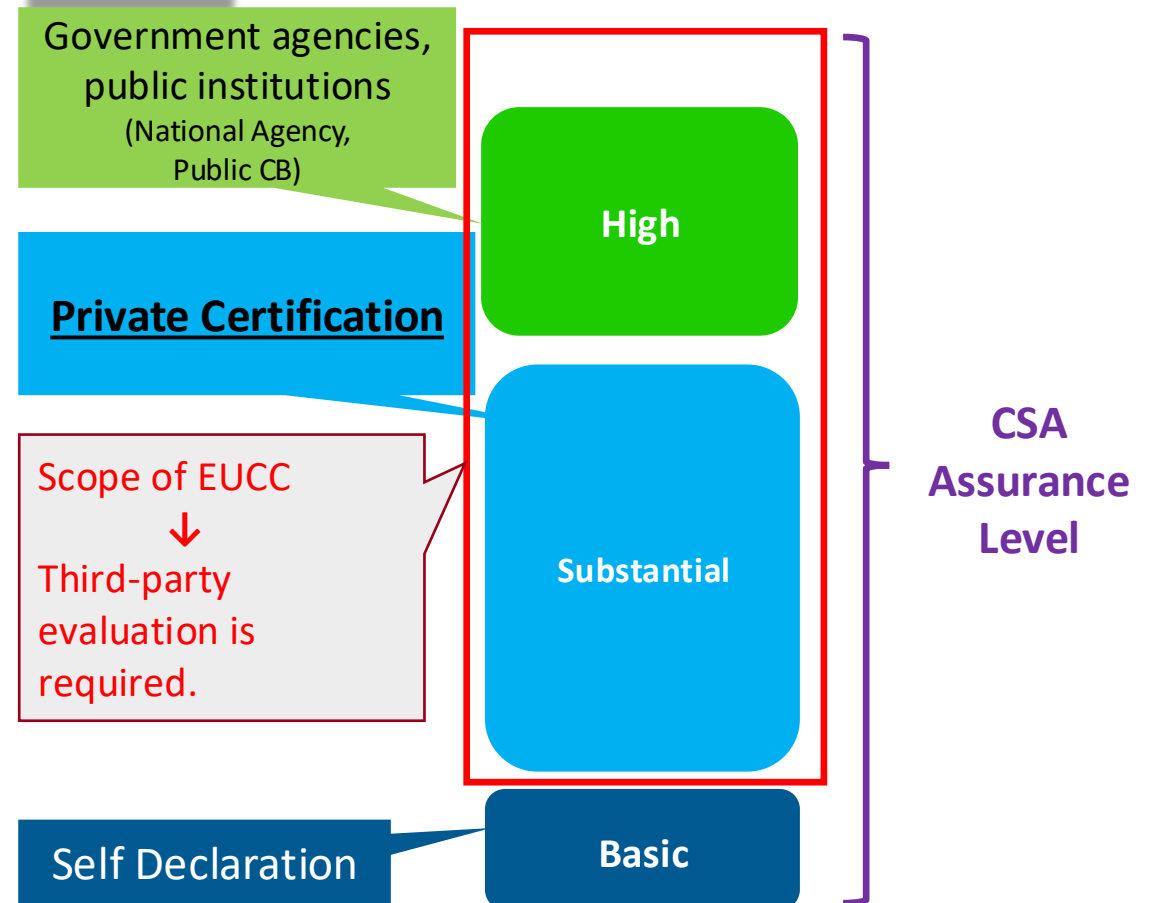 Government agencies,
public institutions
(National Agency,
Public CB)
High
Private Certification
Scope of EUCC
↓
Third-party
evaluation is
required.
Substantial
CSA
Assurance
Level
Self Declaration
Basic